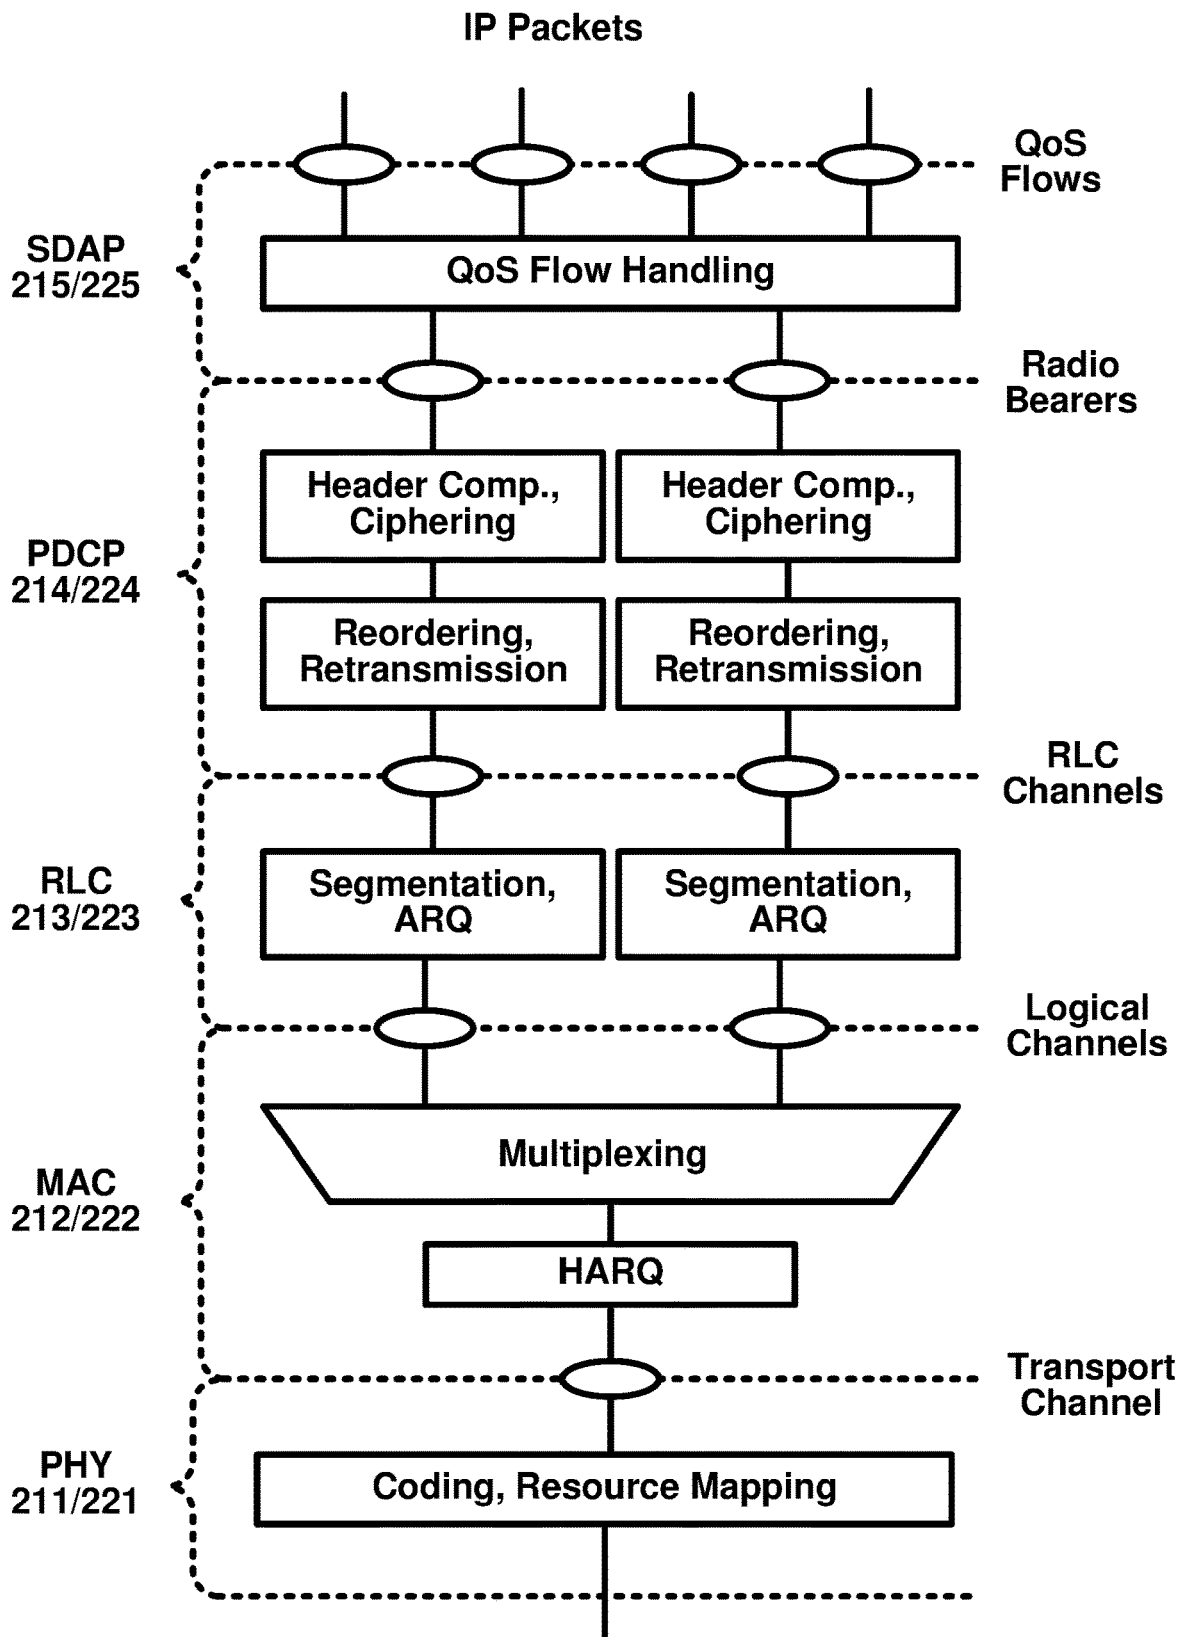 IP Packets
QoS
Flows
SDAP
215/225
QoS Flow Handling
Radio
Bearers
Header Comp.,
Ciphering
Header Comp.,
Ciphering
PDCP
214/224
Reordering,
Retransmission
Reordering,
Retransmission
RLC
Channels
RLC
213/223
Segmentation,
ARQ
Segmentation,
ARQ
Logical
Channels
Multiplexing
MAC
212/222
HARQ
Transport
Channel
PHY
211/221
Coding, Resource Mapping